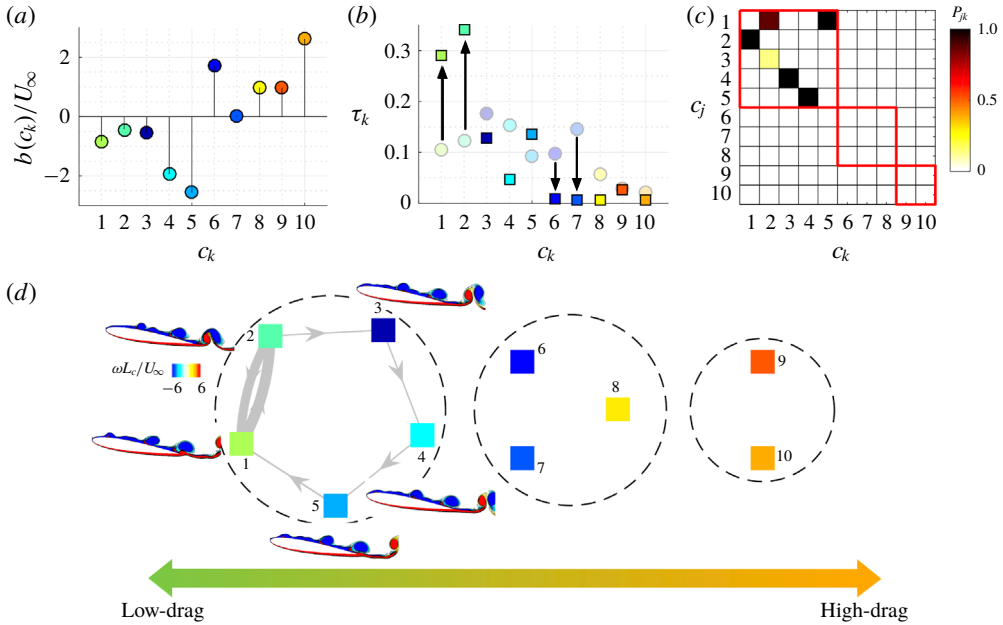 (a)
b(c_k)/U_∞
2
0
−2
1 2 3 4 5 6 7 8 9 10
c_k
(b)
τ_k
0.3
0.2
0.1
0
1 2 3 4 5 6 7 8 9 10
c_k
(c)
c_j
1
2
3
4
5
6
7
8
9
10
1 2 3 4 5 6 7 8 9 10
c_k
P_jk
1.0
0.5
0
(d)
3
2
ωL_c/U_∞
−6 6
1
4
5
6
8
7
9
10
Low-drag
High-drag